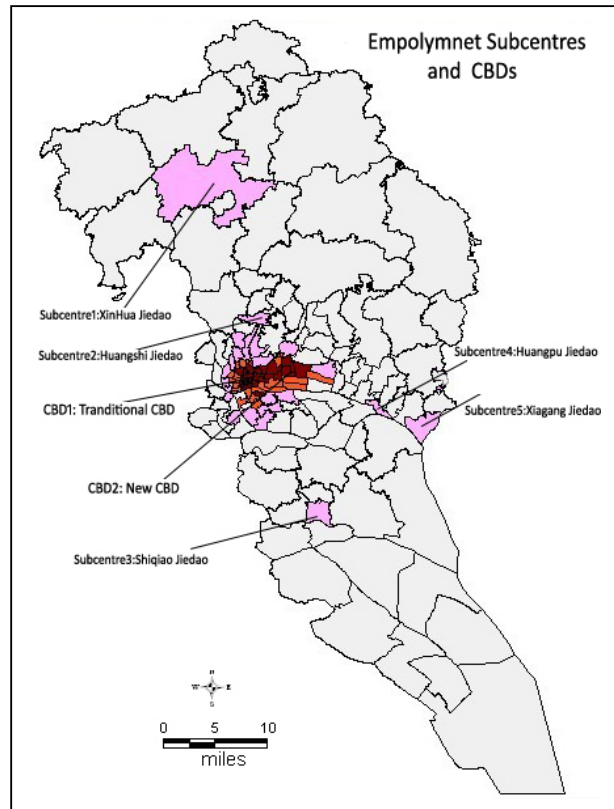 Empolymnet Subcentres
and CBDs
Subcentre1:XinHua Jiedao
Subcentre2:Huangshi Jiedao
Subcentre4:Huangpu Jiedao
CBD1: Tranditional CBD
Subcentre5:Xiagang Jiedao
CBD2: New CBD
Subcentre3:Shiqiao Jiedao
N
W E
S
0 5 10
miles